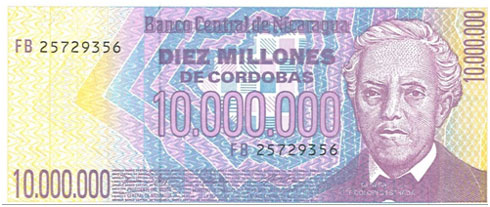 Banco Central de Nicaragua
FB 25729356
DIEZ MILLONES
DE CORDOBAS
10.000.000
10.000.000
FB 25729356
10.000.000